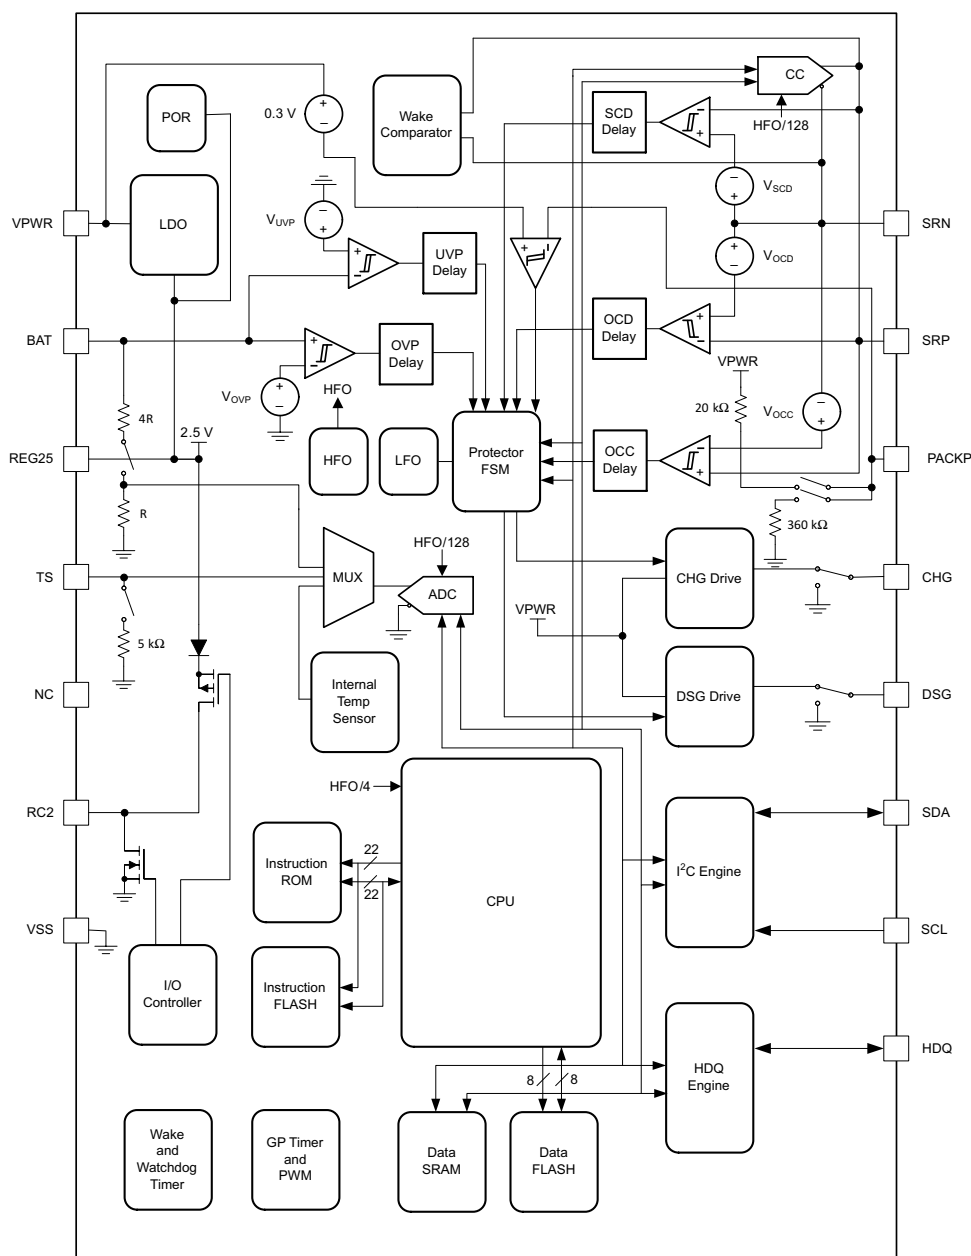 POR
0.3 V
Wake
Comparator
SCD
Delay
CC
HFO/128
VPWR
LDO
VUVP
UVP
Delay
VSCD
VOCD
SRN
BAT
OVP
Delay
VOVP
HFO
OCD
Delay
SRP
VPWR
20 kΩ
VOCC
4R
2.5 V
REG25
HFO
LFO
Protector
FSM
OCC
Delay
PACKP
R
360 kΩ
TS
MUX
HFO/128
ADC
CHG Drive
CHG
VPWR
5 kΩ
NC
Internal
Temp
Sensor
DSG Drive
DSG
RC2
HFO/4
CPU
SDA
Instruction
ROM
22
22
I²C Engine
VSS
SCL
I/O
Controller
Instruction
FLASH
HDQ
HDQ
Engine
8
8
Wake
and
Watchdog
Timer
GP Timer
and
PWM
Data
SRAM
Data
FLASH